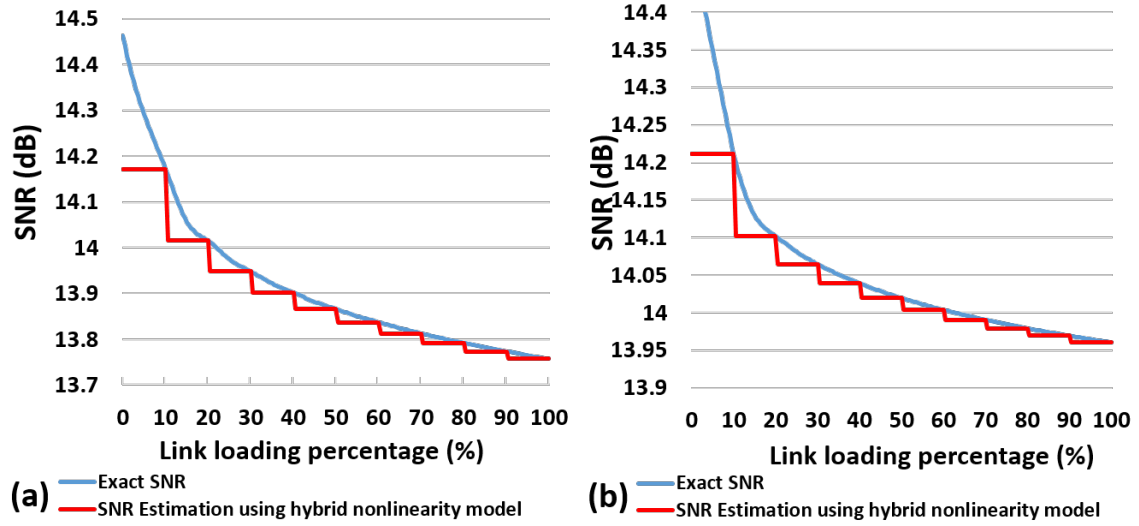 14.5
14.4
14.3
14.2
14.1
14
13.9
13.8
13.7
SNR (dB)
0 10 20 30 40 50 60 70 80 90 100
Link loading percentage (%)
Exact SNR
SNR Estimation using hybrid nonlinearity model
(a)
14.4
14.35
14.3
14.25
14.2
14.15
14.1
14.05
14
13.95
13.9
SNR (dB)
0 10 20 30 40 50 60 70 80 90 100
Link loading percentage (%)
Exact SNR
SNR Estimation using hybrid nonlinearity model
(b)